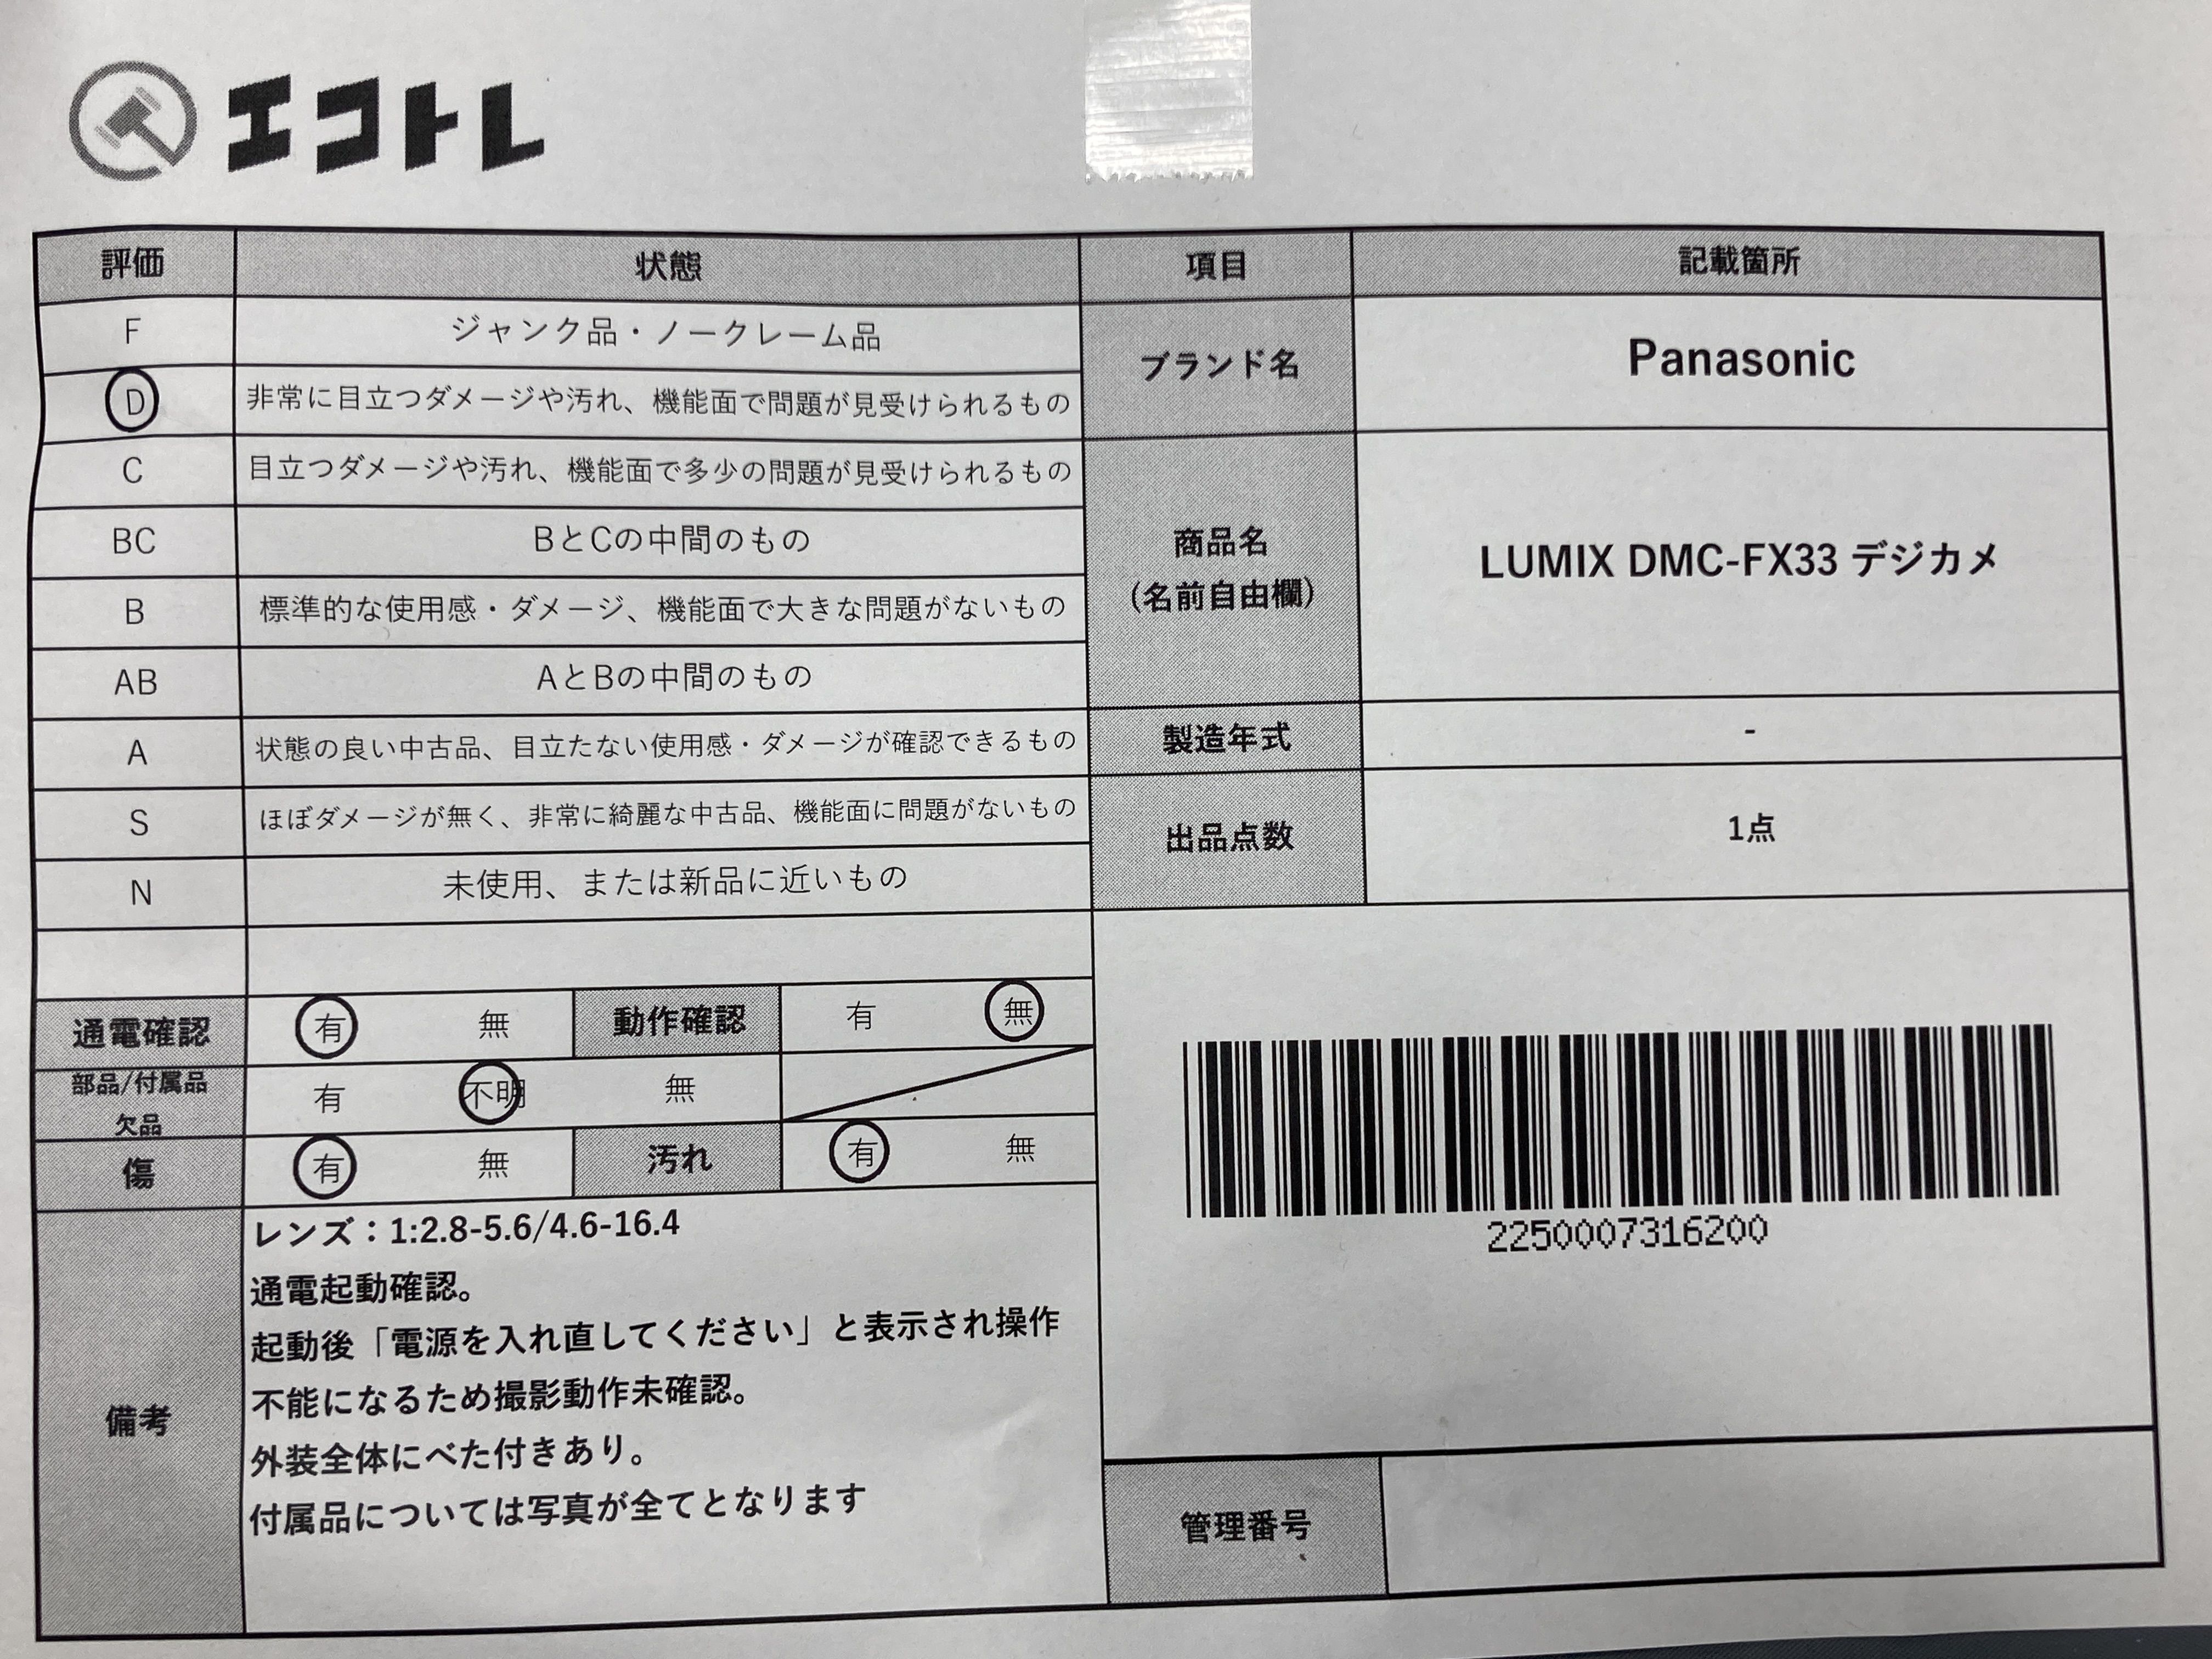 エコトレ
評価 状態 項目 記載箇所
F ジャンク品・ノークレーム品
D 非常に目立つダメージや汚れ、機能面で問題が見受けられるもの
ブランド名 Panasonic
C 目立つダメージや汚れ、機能面で多少の問題が見受けられるもの
BC BとCの中間のもの
B 標準的な使用感・ダメージ、機能面で大きな問題がないもの
AB AとBの中間のもの
商品名
(名前自由欄)
LUMIX DMC-FX33 デジカメ
A 状態の良い中古品、目立たない使用感・ダメージが確認できるもの
製造年式 -
S ほぼダメージが無く、非常に綺麗な中古品、機能面に問題がないもの
N 未使用、または新品に近いもの
出品点数 1点
通電確認 有 無 動作確認 有 無
部品/付属品
欠品
有 不明 無
傷 有 無 汚れ 有 無
備考
レンズ：1:2.8-5.6/4.6-16.4
通電起動確認。
起動後「電源を入れ直してください」と表示され操作
不能になるため撮影動作未確認。
外装全体にべた付きあり。
付属品については写真が全てとなります
2250007316200
管理番号